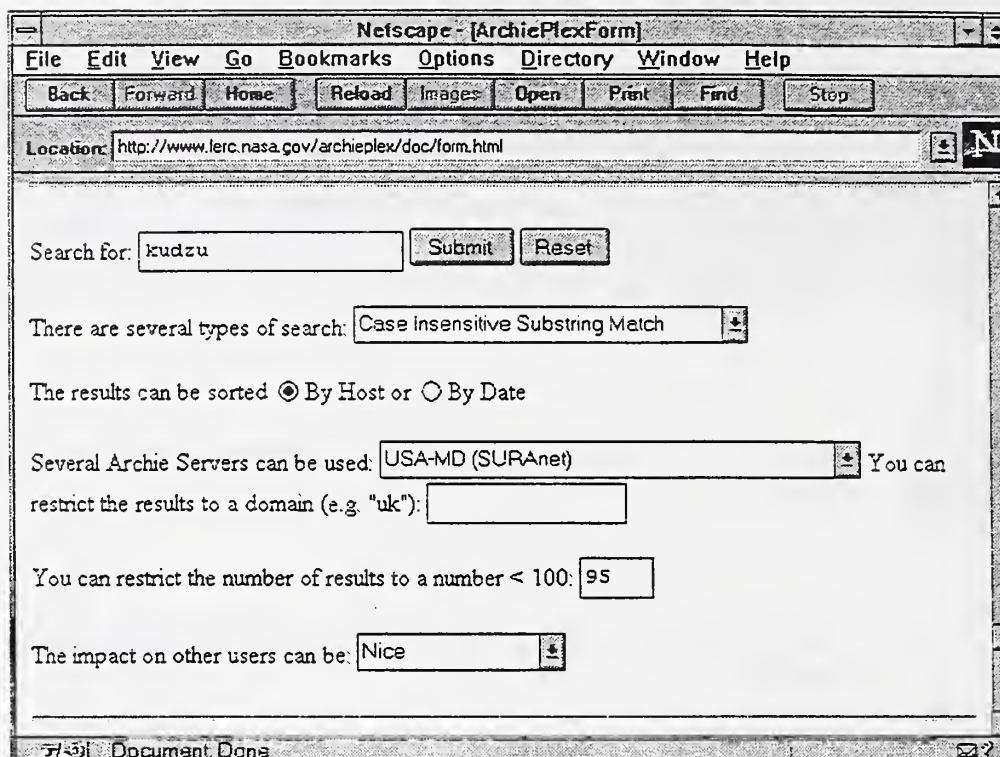 Netscape - [ArchiePlexForm]
File Edit View Go Bookmarks Options Directory Window Help
Back Forward Home Reload Images Open Print Find Stop
Location: http://www.lerc.nasa.gov/archieplex/doc/form.html
N
Search for: kudzu Submit Reset
There are several types of search: Case Insensitive Substring Match
The results can be sorted By Host or By Date
Several Archie Servers can be used: USA-MD (SURAnet) You can
restrict the results to a domain (e.g. "uk"):
You can restrict the number of results to a number < 100: 95
The impact on other users can be: Nice
Document Done